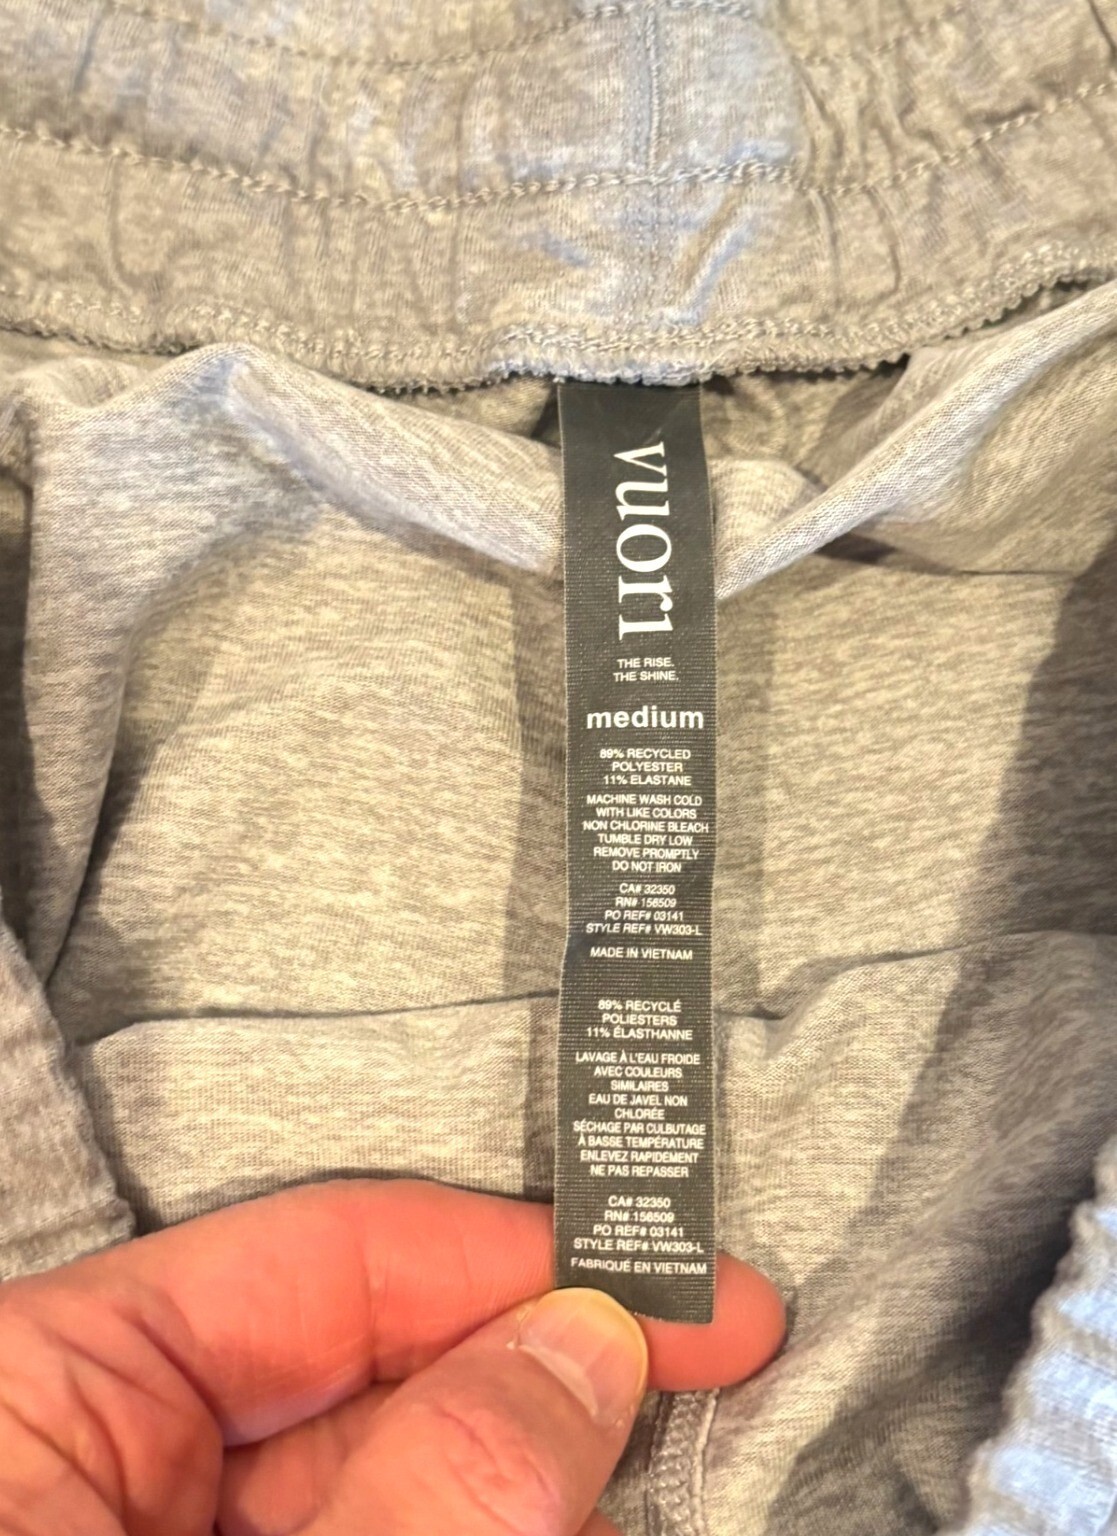 vuori
THE RISE.
THE SHINE.
medium
89% RECYCLED
POLYESTER
11% ELASTANE
MACHINE WASH COLD
WITH LIKE COLORS
NON CHLORINE BLEACH
TUMBLE DRY LOW
REMOVE PROMPTLY
DO NOT IRON
CA# 32350
RN# 156509
PO REF# 03141
STYLE REF# VW303-L
MADE IN VIETNAM
89% RECYCLÉ
POLIESTERS
11% ÉLASTHANNE
LAVAGE À L'EAU FROIDE
AVEC COULEURS
SIMILAIRES
EAU DE JAVEL NON
CHLORÉE
SÉCHAGE PAR CULBUTAGE
À BASSE TEMPÉRATURE
ENLEVEZ RAPIDEMENT
NE PAS REPASSER
CA# 32350
RN# 156509
PO REF# 03141
STYLE REF# VW303-L
FABRIQUÉ EN VIETNAM